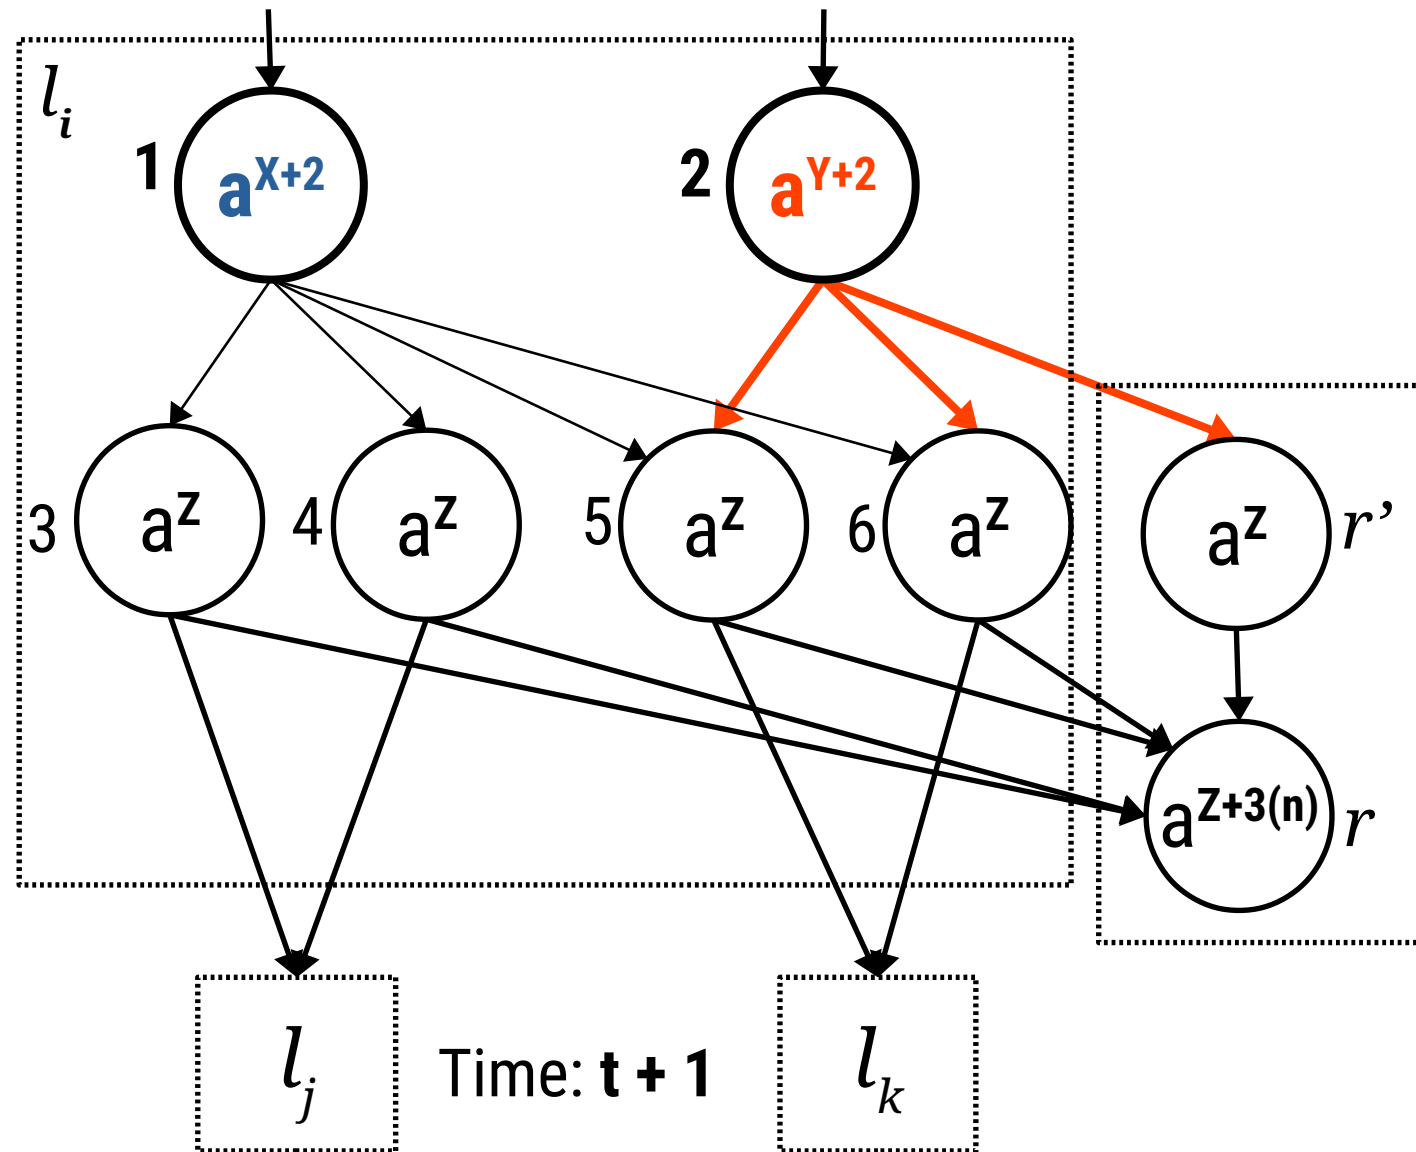 l_i
1
a^X+2
2
a^Y+2
3
a^Z
4
a^Z
5
a^Z
6
a^Z
a^Z
r’
a^Z+3(n)
r
l_j
Time: t + 1
l_k